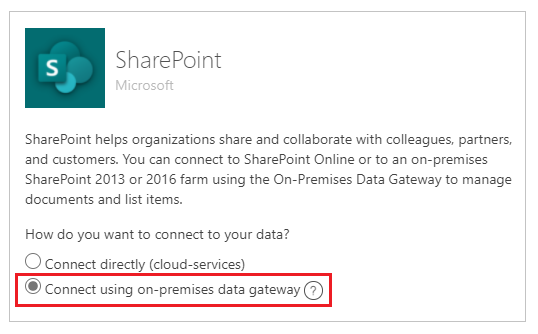 S
SharePoint
Microsoft
SharePoint helps organizations share and collaborate with colleagues, partners,
and customers. You can connect to SharePoint Online or to an on-premises
SharePoint 2013 or 2016 farm using the On-Premises Data Gateway to manage
documents and list items.
How do you want to connect to your data?
Connect directly (cloud-services)
Connect using on-premises data gateway ?